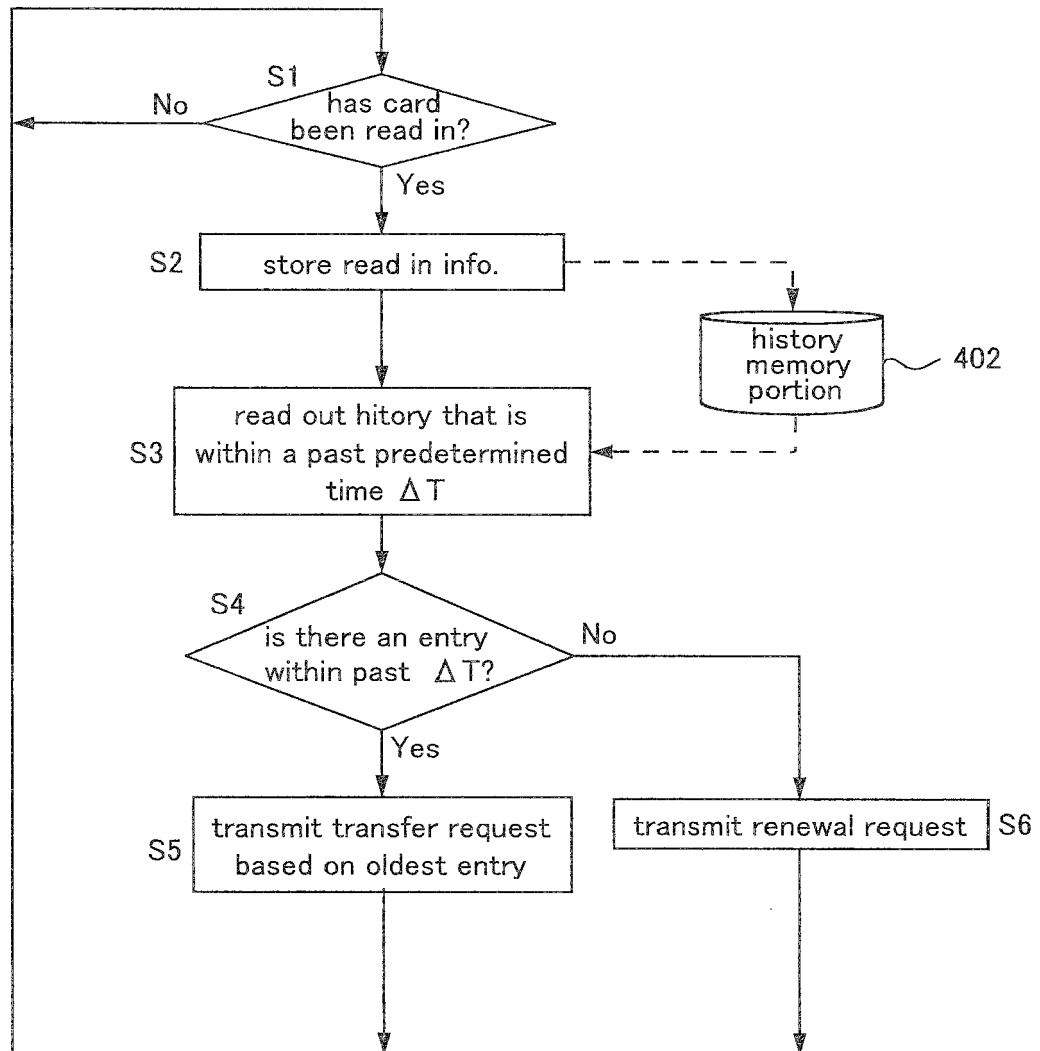 S1
has card
been read in?
No
Yes
S2
store read in info.
history
memory
portion
402
S3
read out hitory that is
within a past predetermined
time ΔT
S4
is there an entry
within past ΔT?
No
Yes
S5
transmit transfer request
based on oldest entry
transmit renewal request
S6